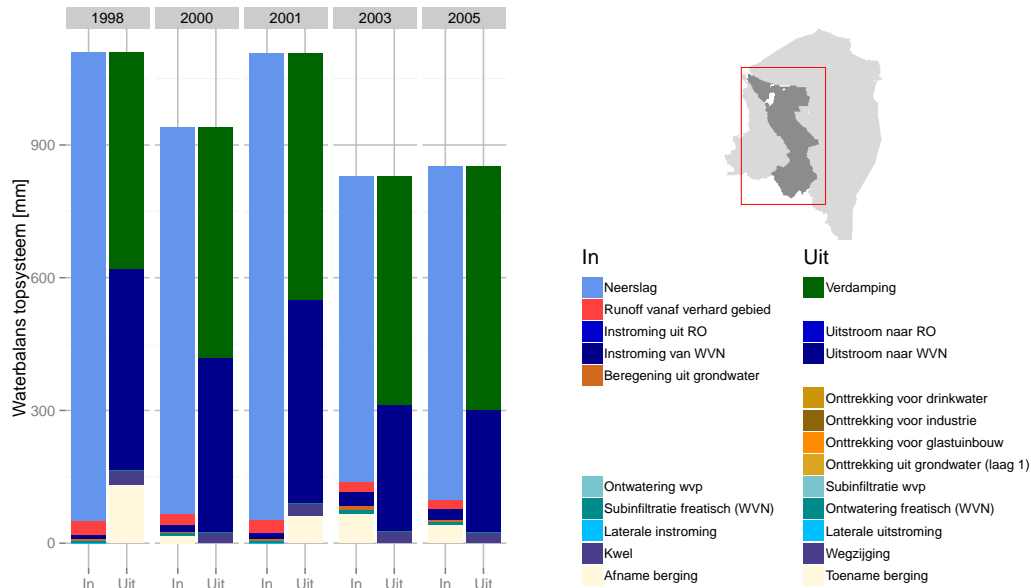 1998 2000 2001 2003 2005
Waterbalans topsysteem [mm]
900
600
300
0
In Uit In Uit In Uit In Uit In Uit
In
Neerslag
Runoff vanaf verhard gebied
Instroming uit RO
Instroming van WVN
Beregening uit grondwater
Ontwatering wvp
Subinfiltratie freatisch (WVN)
Laterale instroming
Kwel
Afname berging
Uit
Verdamping
Uitstroom naar RO
Uitstroom naar WVN
Onttrekking voor drinkwater
Onttrekking voor industrie
Onttrekking voor glastuinbouw
Onttrekking uit grondwater (laag 1)
Subinfiltratie wvp
Ontwatering freatisch (WVN)
Laterale uitstroming
Wegzijging
Toename berging